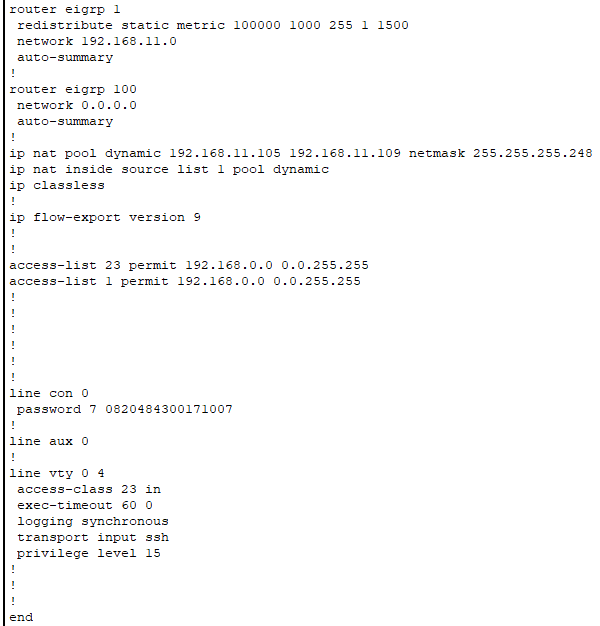 router eigrp 1
 redistribute static metric 100000 1000 255 1 1500
 network 192.168.11.0
 auto-summary
!
router eigrp 100
 network 0.0.0.0
 auto-summary
!
ip nat pool dynamic 192.168.11.105 192.168.11.109 netmask 255.255.255.248
ip nat inside source list 1 pool dynamic
ip classless
!
ip flow-export version 9
!
!
access-list 23 permit 192.168.0.0 0.0.255.255
access-list 1 permit 192.168.0.0 0.0.255.255
!
!
!
!
!
!
line con 0
 password 7 0820484300171007
!
line aux 0
!
line vty 0 4
 access-class 23 in
 exec-timeout 60 0
 logging synchronous
 transport input ssh
 privilege level 15
!
!
!
end